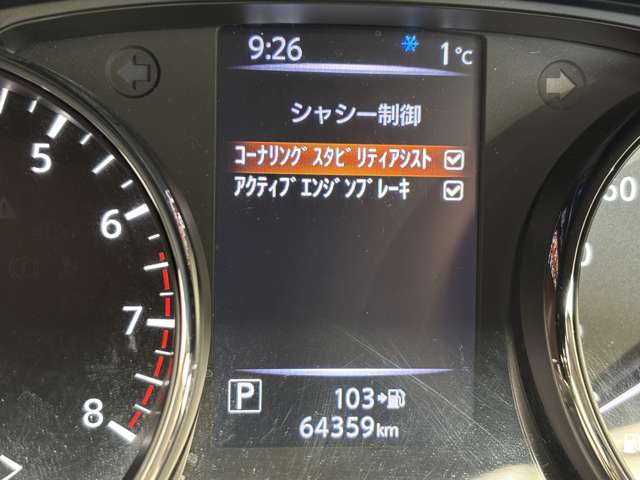 9:26 1°C
シャシー制御
コーナリングスタビリティアシスト
アクティブエンジンブレーキ
5
6
7
8
60
0
P 103
64359km